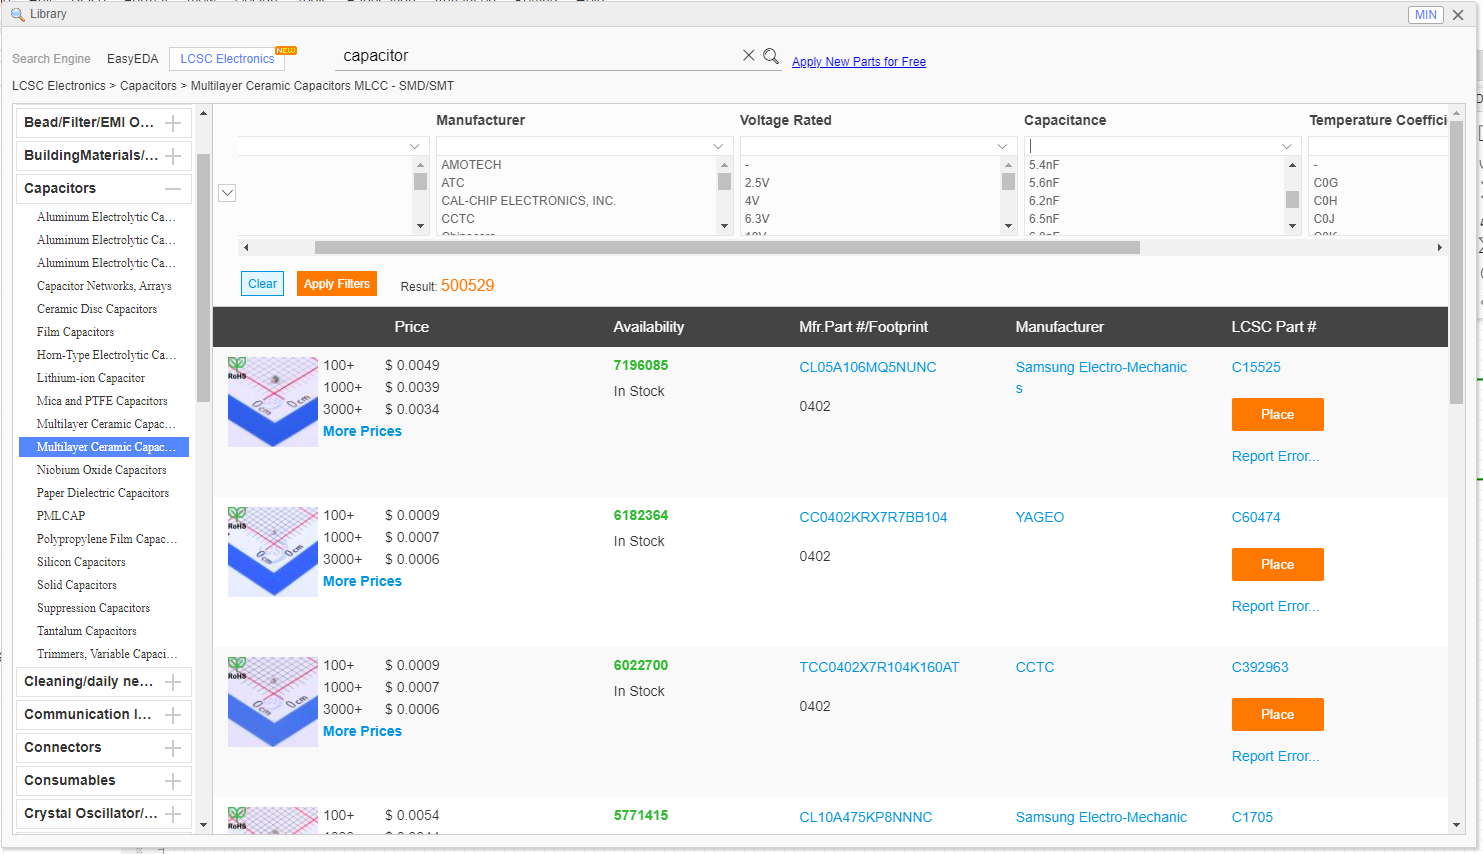 Library
MIN
Search Engine
EasyEDA
LCSC Electronics
NEW
capacitor
Apply New Parts for Free
LCSC Electronics > Capacitors > Multilayer Ceramic Capacitors MLCC - SMD/SMT
Bead/Filter/EMI O...
BuildingMaterials/...
Capacitors
Aluminum Electrolytic Ca...
Aluminum Electrolytic Ca...
Aluminum Electrolytic Ca...
Capacitor Networks, Arrays
Ceramic Disc Capacitors
Film Capacitors
Horn-Type Electrolytic Ca...
Lithium-ion Capacitor
Mica and PTFE Capacitors
Multilayer Ceramic Capac...
Multilayer Ceramic Capac...
Niobium Oxide Capacitors
Paper Dielectric Capacitors
PMLCAP
Polypropylene Film Capac...
Silicon Capacitors
Solid Capacitors
Suppression Capacitors
Tantalum Capacitors
Trimmers, Variable Capaci...
Cleaning/daily ne...
Communication I...
Connectors
Consumables
Crystal Oscillator/...
Manufacturer
AMOTECH
ATC
CAL-CHIP ELECTRONICS, INC.
CCTC
Voltage Rated
-
2.5V
4V
6.3V
10V
Capacitance
5.4nF
5.6nF
6.2nF
6.5nF
Temperature Coeffici
-
C0G
C0H
C0J
C0K
Clear
Apply Filters
Result: 500529
Price Availability Mfr.Part #/Footprint Manufacturer LCSC Part #
RoHS
100+ $ 0.0049
1000+ $ 0.0039
3000+ $ 0.0034
More Prices
7196085
In Stock
CL05A106MQ5NUNC
0402
Samsung Electro-Mechanic
s
C15525
Place
Report Error...
RoHS
100+ $ 0.0009
1000+ $ 0.0007
3000+ $ 0.0006
More Prices
6182364
In Stock
CC0402KRX7R7BB104
0402
YAGEO
C60474
Place
Report Error...
RoHS
100+ $ 0.0009
1000+ $ 0.0007
3000+ $ 0.0006
More Prices
6022700
In Stock
TCC0402X7R104K160AT
0402
CCTC
C392963
Place
Report Error...
RoHS
100+ $ 0.0054
5771415
CL10A475KP8NNNC
Samsung Electro-Mechanic
C1705